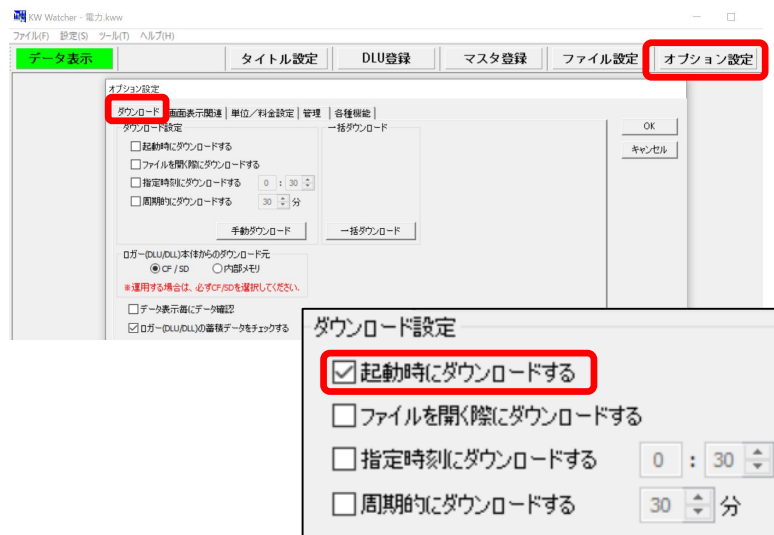 KW Watcher - 電力.kww
ファイル(F) 設定(S) ツール(T) ヘルプ(H)
データ表示 タイトル設定 DLU登録 マスタ登録 ファイル設定 オプション設定
オプション設定
ダウンロード 画面表示関連 単位/料金設定 管理 各種機能
ダウンロード設定 一括ダウンロード
起動時にダウンロードする
ファイルを開く際にダウンロードする
指定時刻にダウンロードする 0 : 30
周期的にダウンロードする 30 分
手動ダウンロード 一括ダウンロード
OK
キャンセル
ロガー(DLU/DLL)本体からのダウンロード元
CF / SD 内部メモリ
※運用する場合は、必ずCF/SDを選択してください。
データ表示毎にデータ確認
ロガー(DLU/DLL)の蓄積データをチェックする
ダウンロード設定
起動時にダウンロードする
ファイルを開く際にダウンロードする
指定時刻にダウンロードする 0 : 30
周期的にダウンロードする 30 分